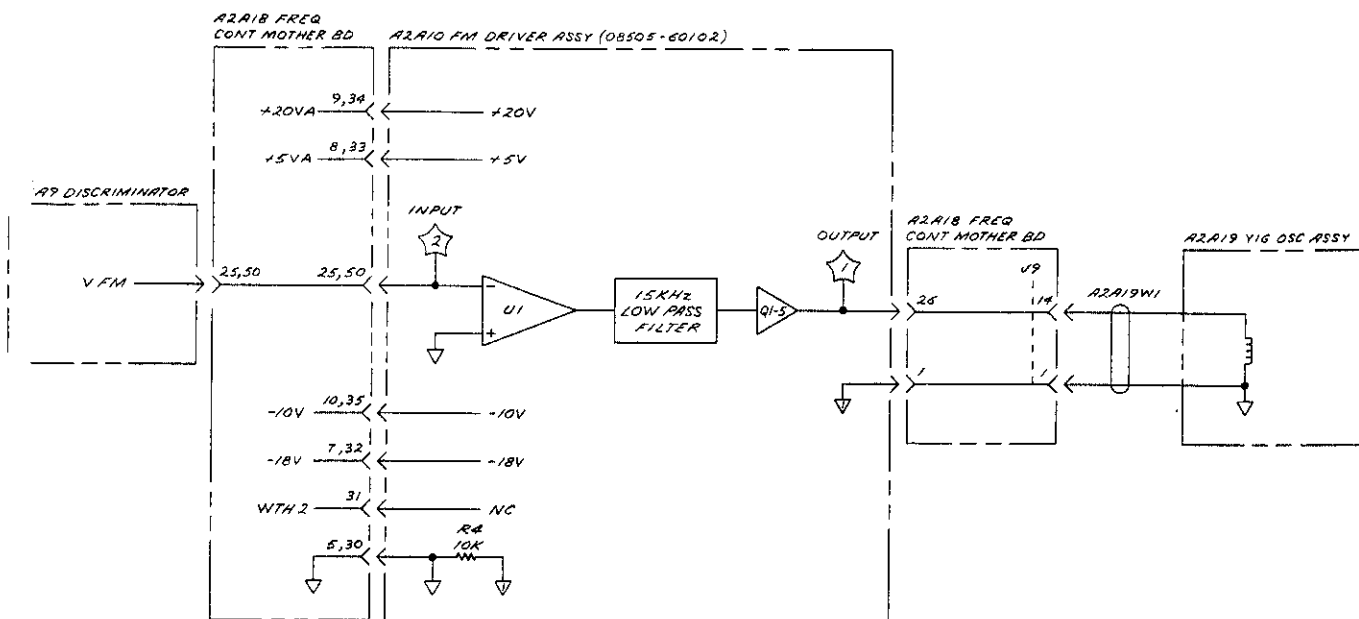 A2A18 FREQ
CONT MOTHER BD
A2A10 FM DRIVER ASSY (08505-60102)
+20VA
9,34
+20V
+5VA
8,33
+5V
A9 DISCRIMINATOR
V FM
25,50
25,50
INPUT
2
-
+
U1
15KHz
LOW PASS
FILTER
Q1-5
OUTPUT
1
A2A18 FREQ
CONT MOTHER BD
J9
26
14
1
1
A2A19W1
A2A19 YIG OSC ASSY
-10V
10,35
-10V
-18V
7,32
-18V
WTH 2
31
NC
5,30
R4
10K